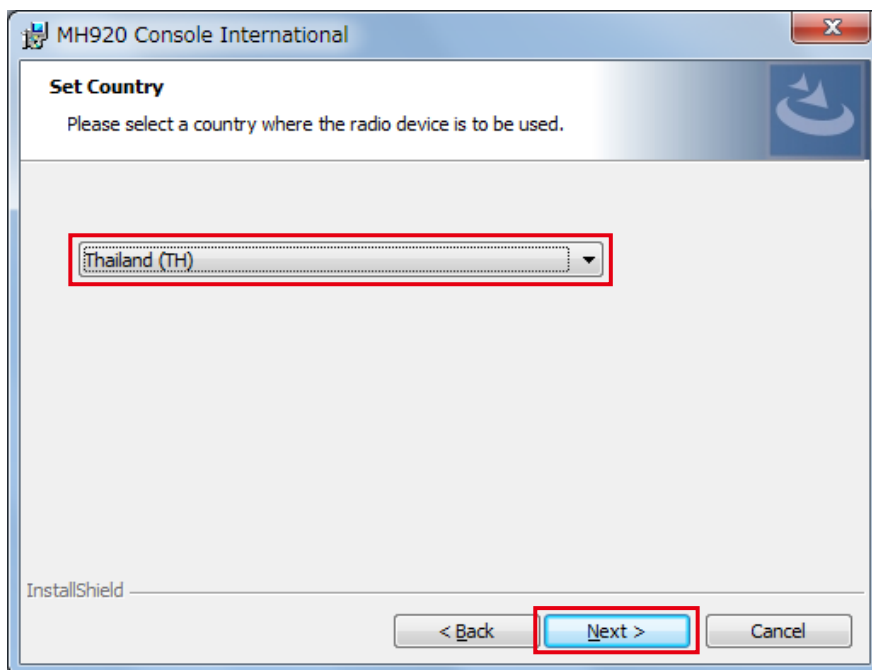 MH920 Console International
Set Country
Please select a country where the radio device is to be used.
Thailand (TH)
InstallShield
< Back
Next >
Cancel